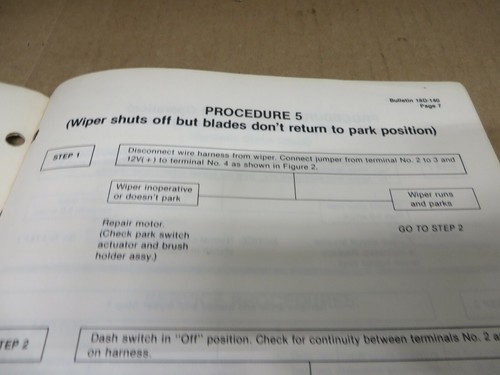 Bulletin 18D-140
Page 7
PROCEDURE 5
(Wiper shuts off but blades don't return to park position)
STEP 1
Disconnect wire harness from wiper. Connect jumper from terminal No. 2 to 3 and
12V(+) to terminal No. 4 as shown in Figure 2.
Wiper inoperative
or doesn't park
Wiper runs
and parks
Repair motor.
(Check park switch
actuator and brush
holder assy.)
GO TO STEP 2
TEP 2
Dash switch in "Off" position. Check for continuity between terminals No. 2 a
on harness.